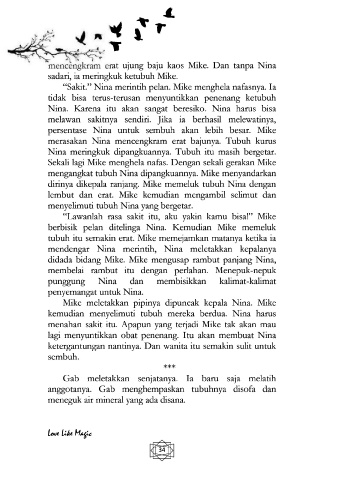 mencengkram erat ujung baju kaos Mike. Dan tanpa Nina
sadari, ia meringkuk ketubuh Mike.
“Sakit.” Nina merintih pelan. Mike menghela nafasnya. Ia
tidak bisa terus-terusan menyuntikkan penenang ketubuh
Nina. Karena itu akan sangat beresiko. Nina harus bisa
melawan sakitnya sendiri. Jika ia berhasil melewatinya,
persentase Nina untuk sembuh akan lebih besar. Mike
merasakan Nina mencengkram erat bajunya. Tubuh kurus
Nina meringkuk dipangkuannya. Tubuh itu masih bergetar.
Sekali lagi Mike menghela nafas. Dengan sekali gerakan Mike
mengangkat tubuh Nina dipangkuannya. Mike menyandarkan
dirinya dikepala ranjang. Mike memeluk tubuh Nina dengan
lembut dan erat. Mike kemudian mengambil selimut dan
menyelimuti tubuh Nina yang bergetar.
“Lawanlah rasa sakit itu, aku yakin kamu bisa!” Mike
berbisik pelan ditelinga Nina. Kemudian Mike memeluk
tubuh itu semakin erat. Mike memejamkan matanya ketika ia
mendengar Nina merintih, Nina meletakkan kepalanya
didada bidang Mike. Mike mengusap rambut panjang Nina,
membelai rambut itu dengan perlahan. Menepuk-nepuk
punggung Nina dan membisikkan kalimat-kalimat
penyemangat untuk Nina.
Mike meletakkan pipinya dipuncak kepala Nina. Mike
kemudian menyelimuti tubuh mereka berdua. Nina harus
menahan sakit itu. Apapun yang terjadi Mike tak akan mau
lagi menyuntikkan obat penenang. Itu akan membuat Nina
ketergantungan nantinya. Dan wanita itu semakin sulit untuk
sembuh.
***
Gab meletakkan senjatanya. Ia baru saja melatih
anggotanya. Gab menghempaskan tubuhnya disofa dan
meneguk air mineral yang ada disana.
Love Like Magic
34